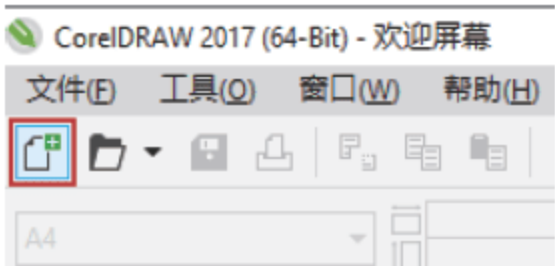 CorelDRAW 2017 (64-Bit) - 欢迎屏幕
文件(F) 工具(O) 窗口(W) 帮助(H)
A4